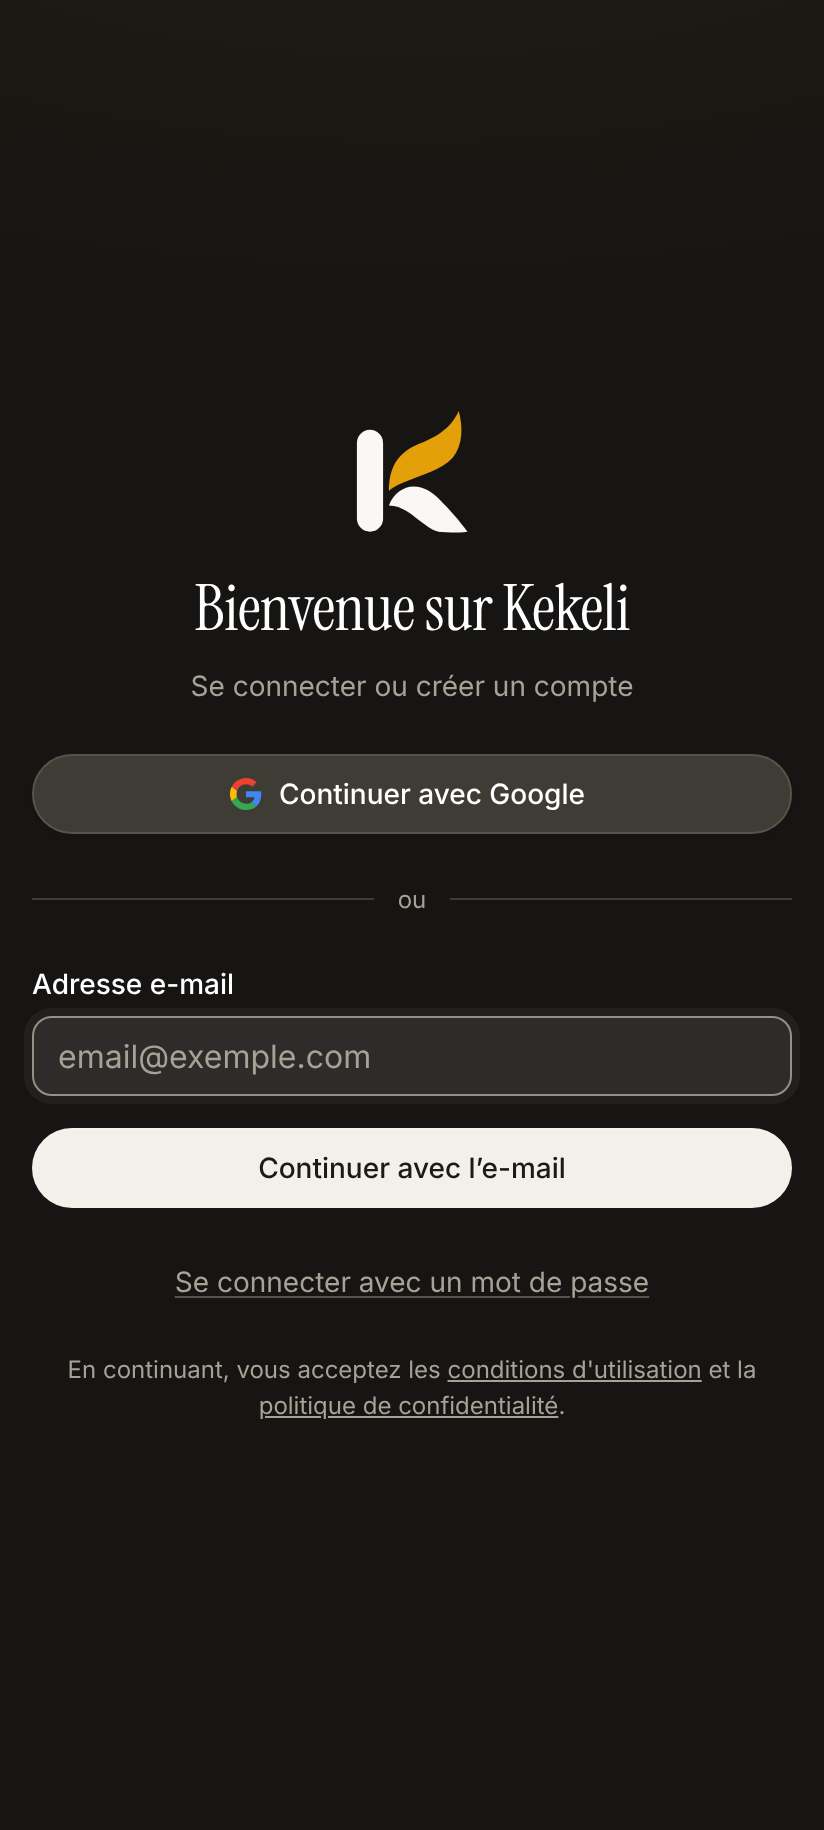 Bienvenue sur Kekeli
Se connecter ou créer un compte
Continuer avec Google
ou
Adresse e-mail
email@exemple.com
Continuer avec l’e-mail
Se connecter avec un mot de passe
En continuant, vous acceptez les conditions d'utilisation et la
politique de confidentialité.